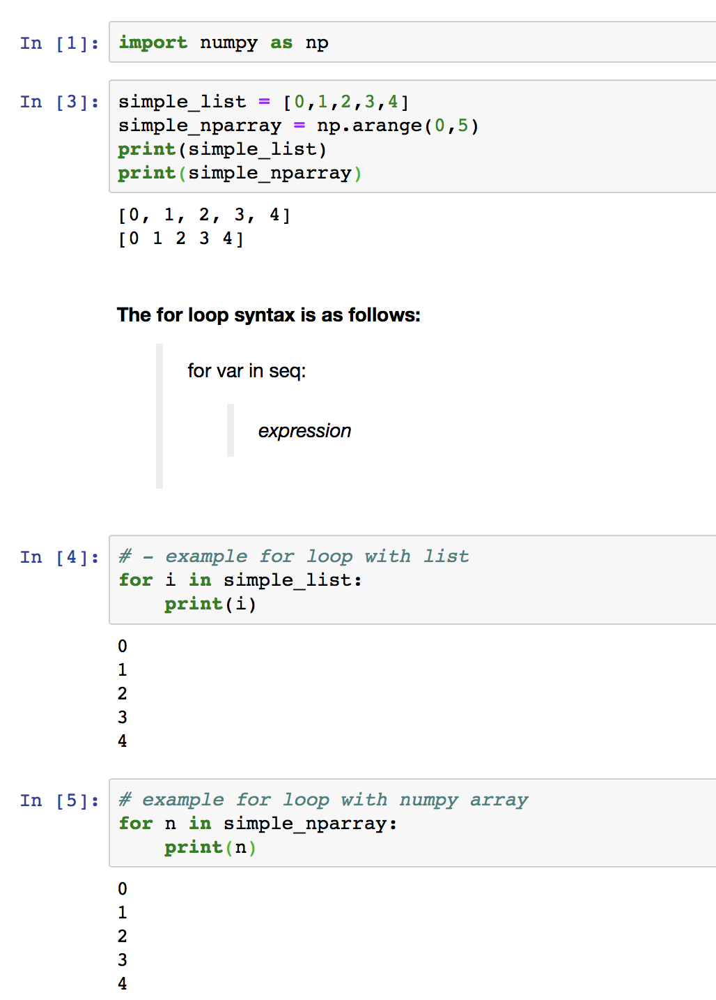 In [1]: import numpy as np
In [3]: simple_list = [0,1,2,3,4]
simple_nparray = np.arange(0,5)
print(simple_list)
print(simple_nparray)
[0, 1, 2, 3, 4]
[0 1 2 3 4]
The for loop syntax is as follows:
for var in seq:
expression
In [4]: # - example for loop with list
for i in simple_list:
    print(i)
0
1
2
3
4
In [5]: # example for loop with numpy array
for n in simple_nparray:
    print(n)
0
1
2
3
4